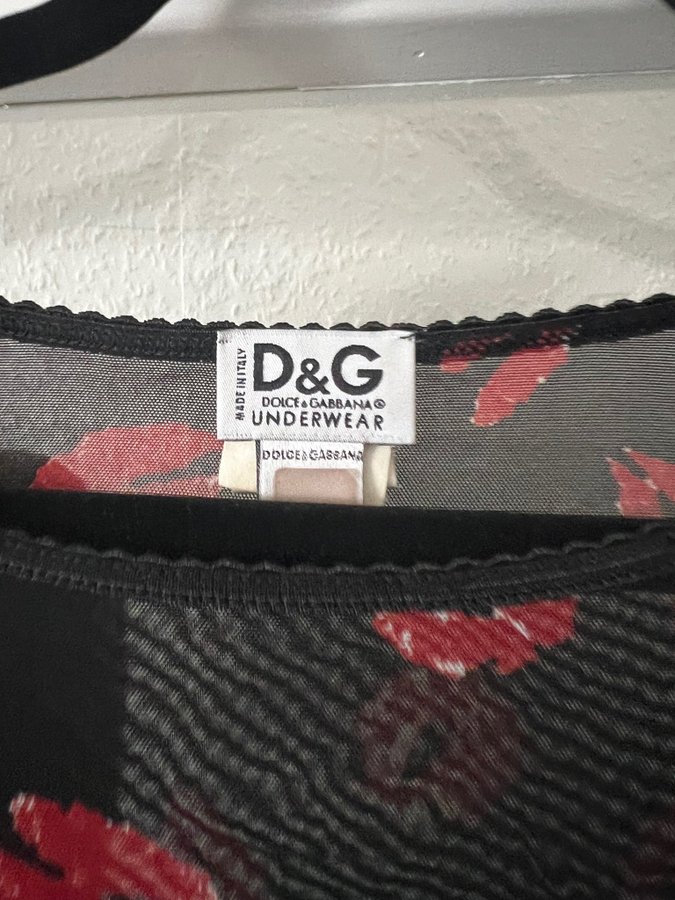 MADE IN ITALY
D&G
DOLCE & GABBANA®
UNDERWEAR
DOLCE & GABBANA